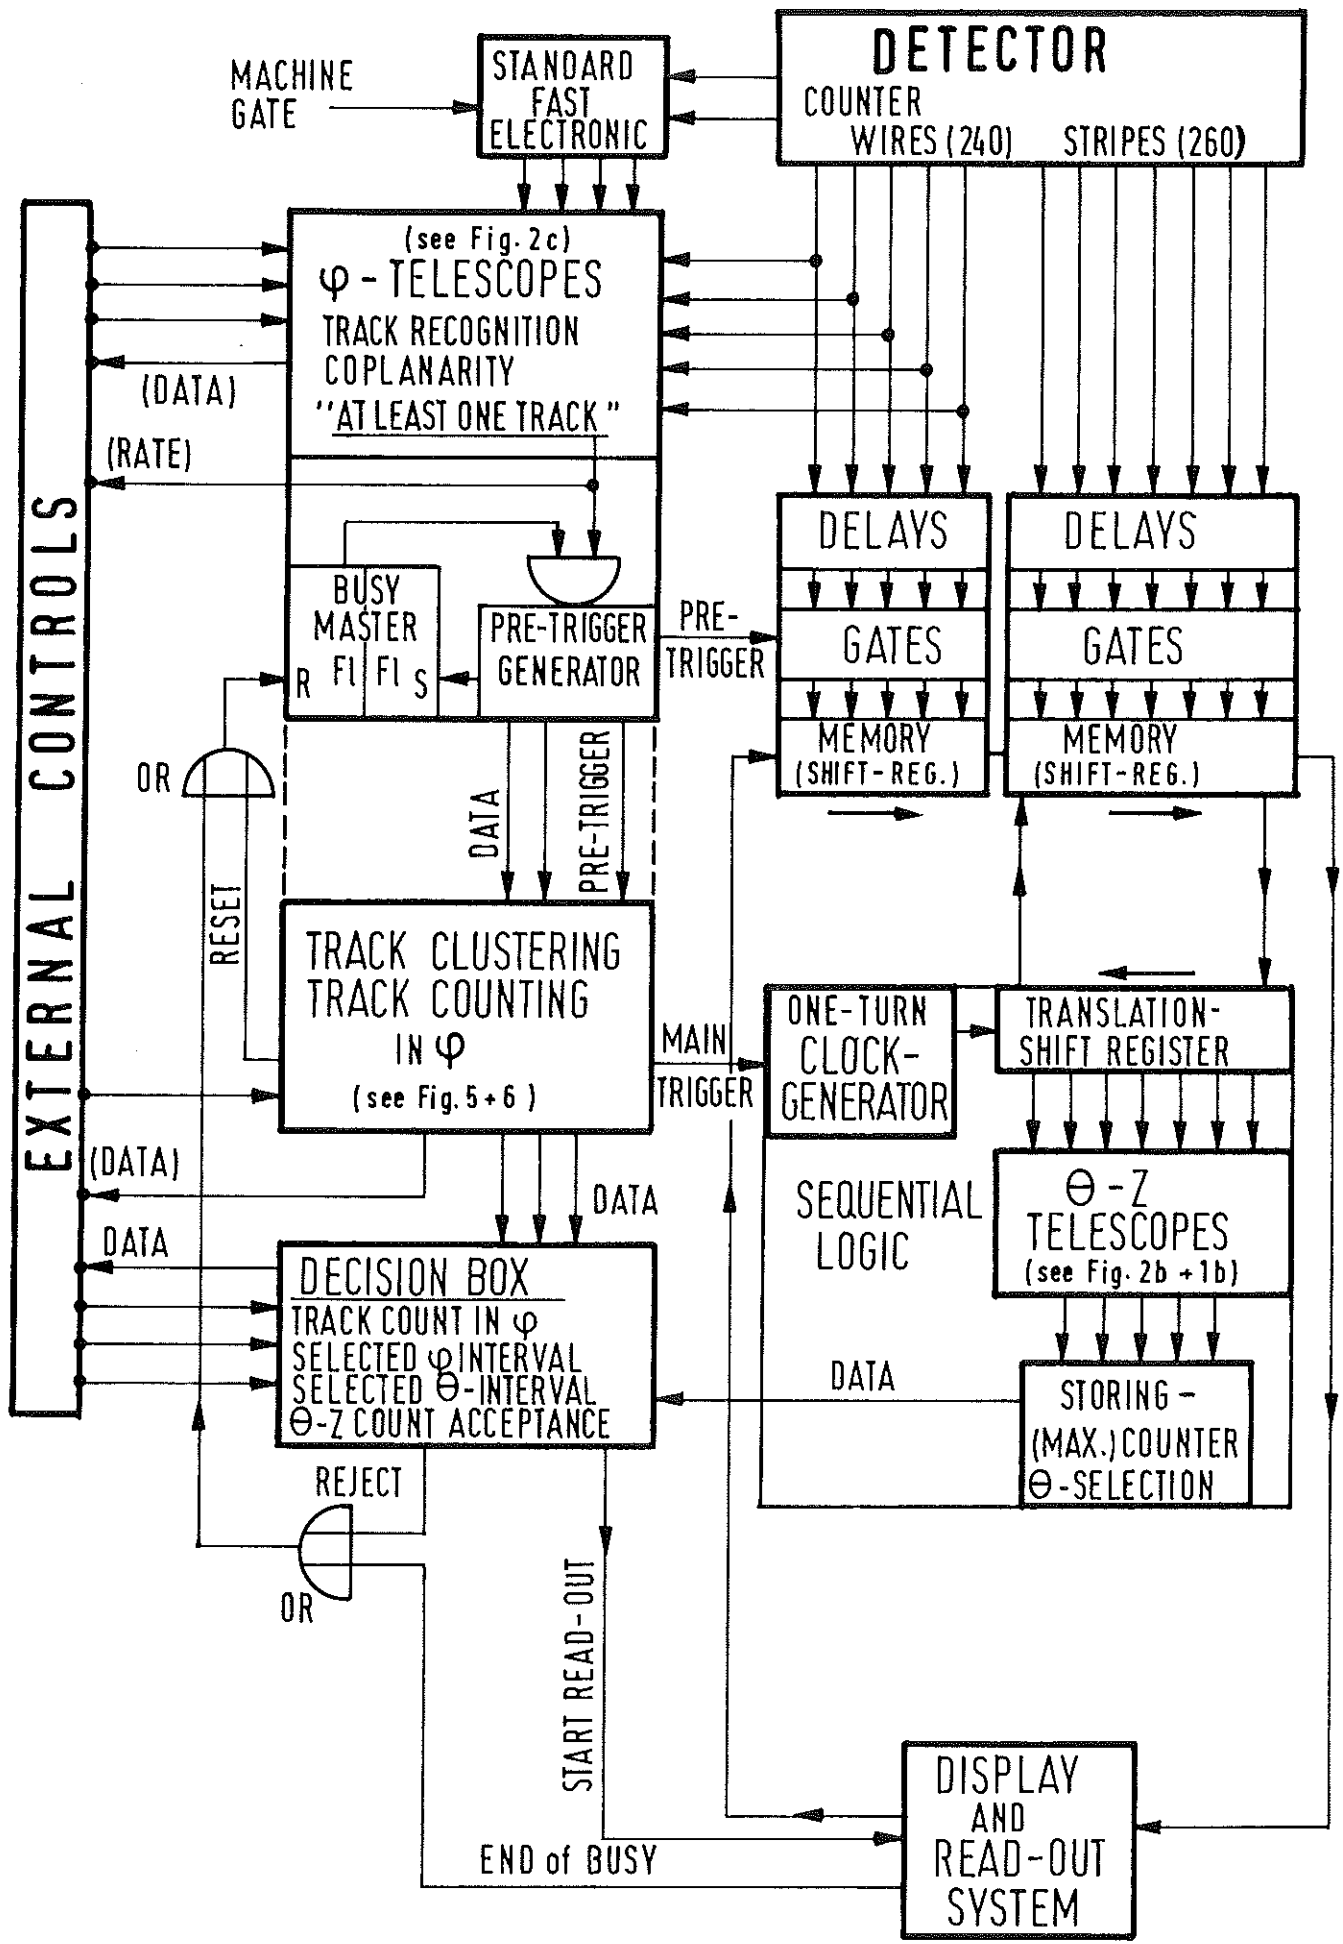 DETECTOR
COUNTER
WIRES (240) STRIPES (260)
MACHINE
GATE
STANDARD
FAST
ELECTRONIC
EXTERNAL CONTROLS
(see Fig. 2c)
φ - TELESCOPES
TRACK RECOGNITION
COPLANARITY
"AT LEAST ONE TRACK"
(DATA)
(RATE)
BUSY
MASTER
R Fl Fl S
PRE-TRIGGER
GENERATOR
PRE-
TRIGGER
DELAYS
GATES
MEMORY
(SHIFT-REG.)
DELAYS
GATES
MEMORY
(SHIFT-REG.)
OR
RESET
DATA
PRE-TRIGGER
TRACK CLUSTERING
TRACK COUNTING
IN φ
(see Fig. 5 + 6)
MAIN
TRIGGER
ONE-TURN
CLOCK-
GENERATOR
TRANSLATION-
SHIFT REGISTER
SEQUENTIAL
LOGIC
Θ - Z
TELESCOPES
(see Fig. 2b + 1b)
(DATA)
DATA
DATA
DECISION BOX
TRACK COUNT IN φ
SELECTED φ INTERVAL
SELECTED Θ-INTERVAL
Θ-Z COUNT ACCEPTANCE
DATA
STORING -
(MAX.) COUNTER
Θ-SELECTION
REJECT
OR
START READ-OUT
END of BUSY
DISPLAY
AND
READ-OUT
SYSTEM